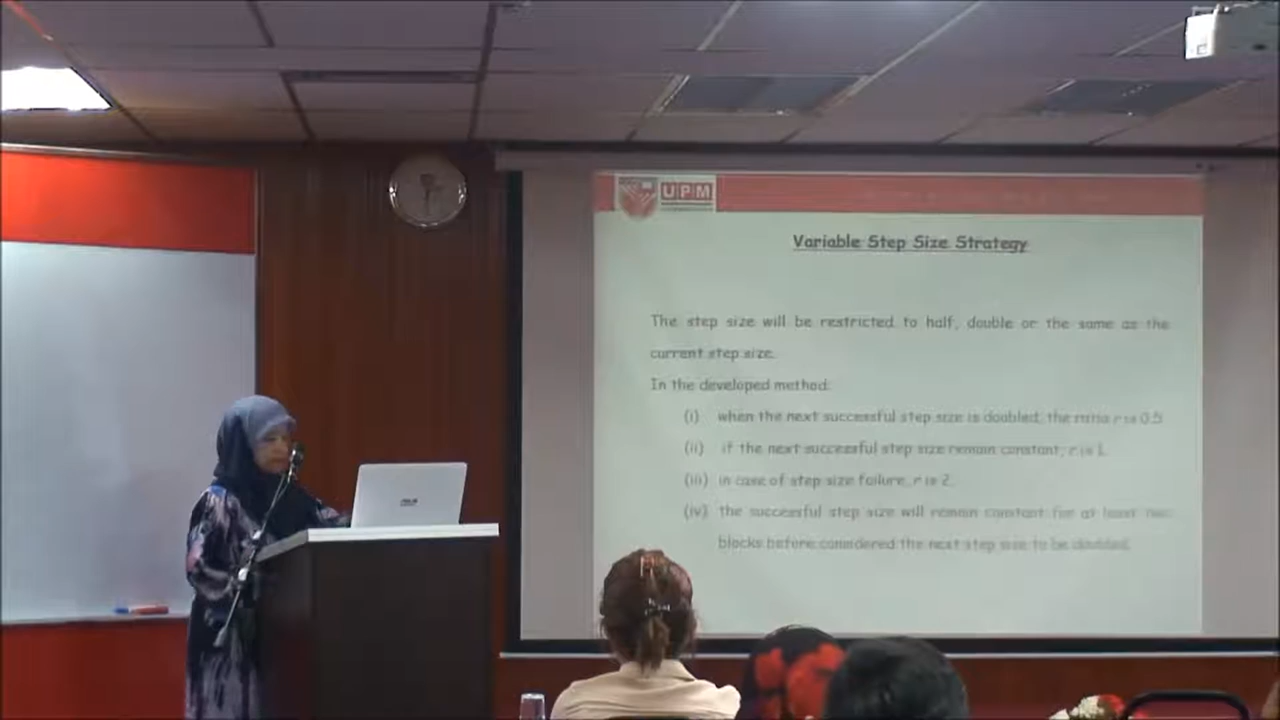 UPM
Variable Step Size Strategy
The step size will be restricted to half, double or the same as the
current step size.
In the developed method:
(i) when the next successful step size is doubled, the ratio r is 0.5
(ii) if the next successful step size remain constant, r is 1.
(iii) in case of step size failure, r is 2.
(iv) the successful step size will remain constant for at least two
blocks before considered the next step size to be doubled.
ASUS